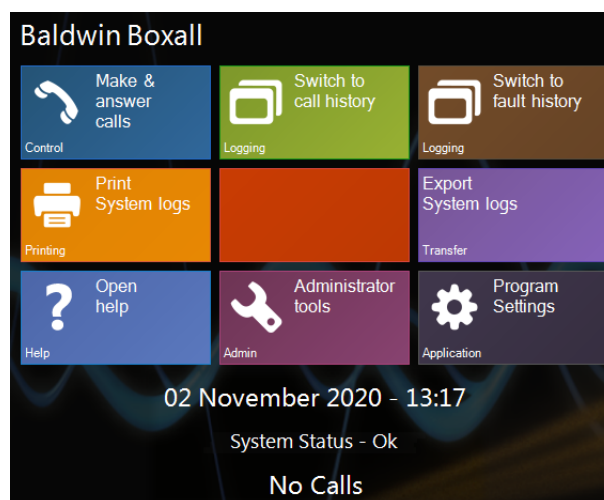 Baldwin Boxall
Make &
answer
calls
Control
Switch to
call history
Logging
Switch to
fault history
Logging
Print
System logs
Printing
Export
System logs
Transfer
Open
help
Help
Administrator
tools
Admin
Program
Settings
Application
02 November 2020 - 13:17
System Status - Ok
No Calls